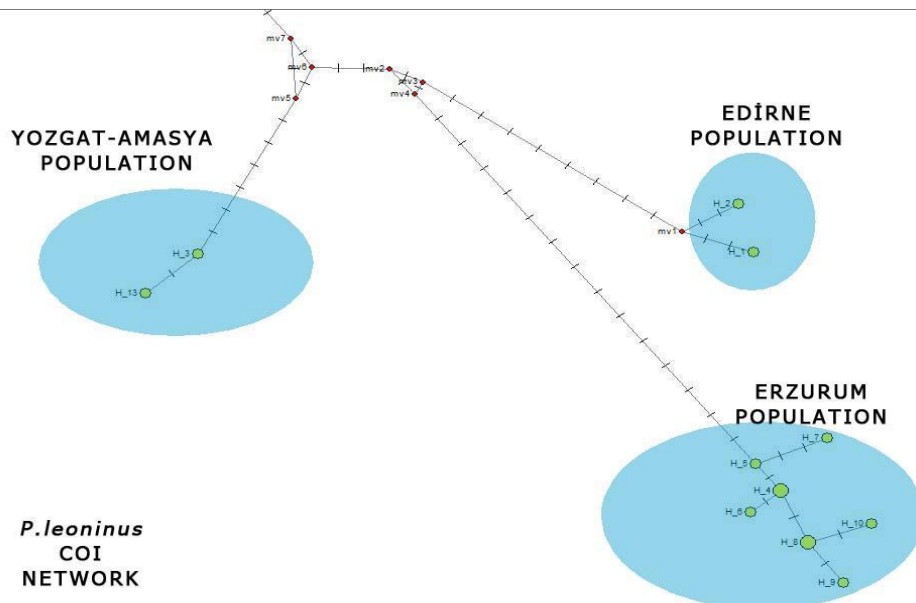 mv7
mv6
mv5
mv2
mv3
mv4
YOZGAT-AMASYA
POPULATION
EDİRNE
POPULATION
H_2
mv1
H_1
H_3
H_13
ERZURUM
POPULATION
H_7
H_5
H_4
H_6
H_10
H_8
H_9
P.leoninus
COI
NETWORK